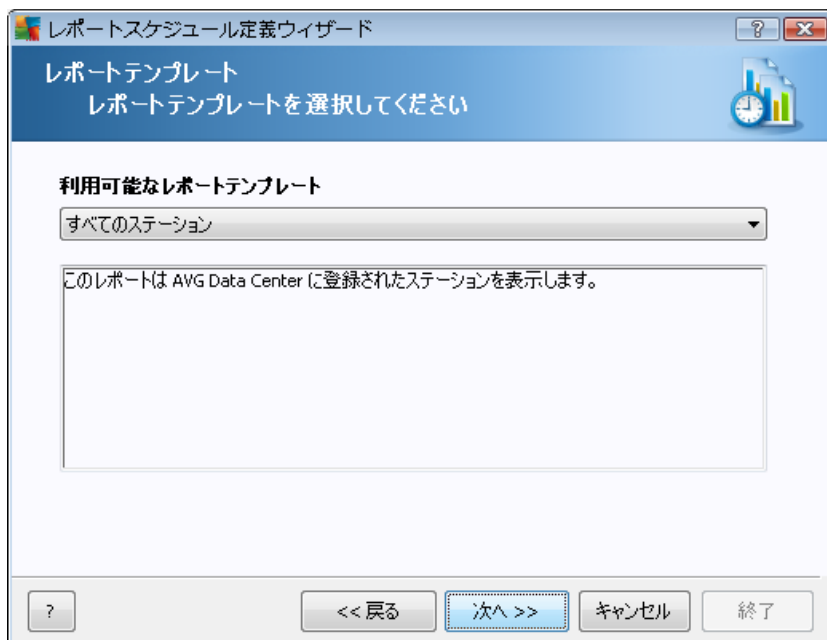 レポートスケジュール定義ウィザード
?
レポートテンプレート
レポートテンプレートを選択してください
利用可能なレポートテンプレート
すべてのステーション
このレポートは AVG Data Center に登録されたステーションを表示します。
?
<< 戻る
次へ >>
キャンセル
終了